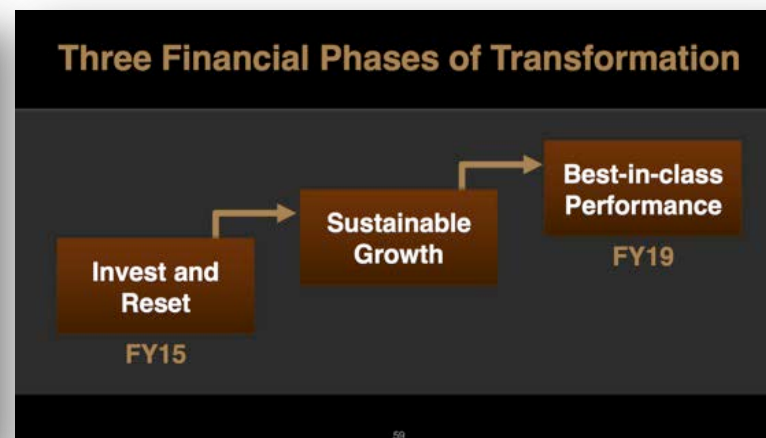 Three Financial Phases of Transformation
Invest and
Reset
FY15
Sustainable
Growth
Best-in-class
Performance
FY19
59